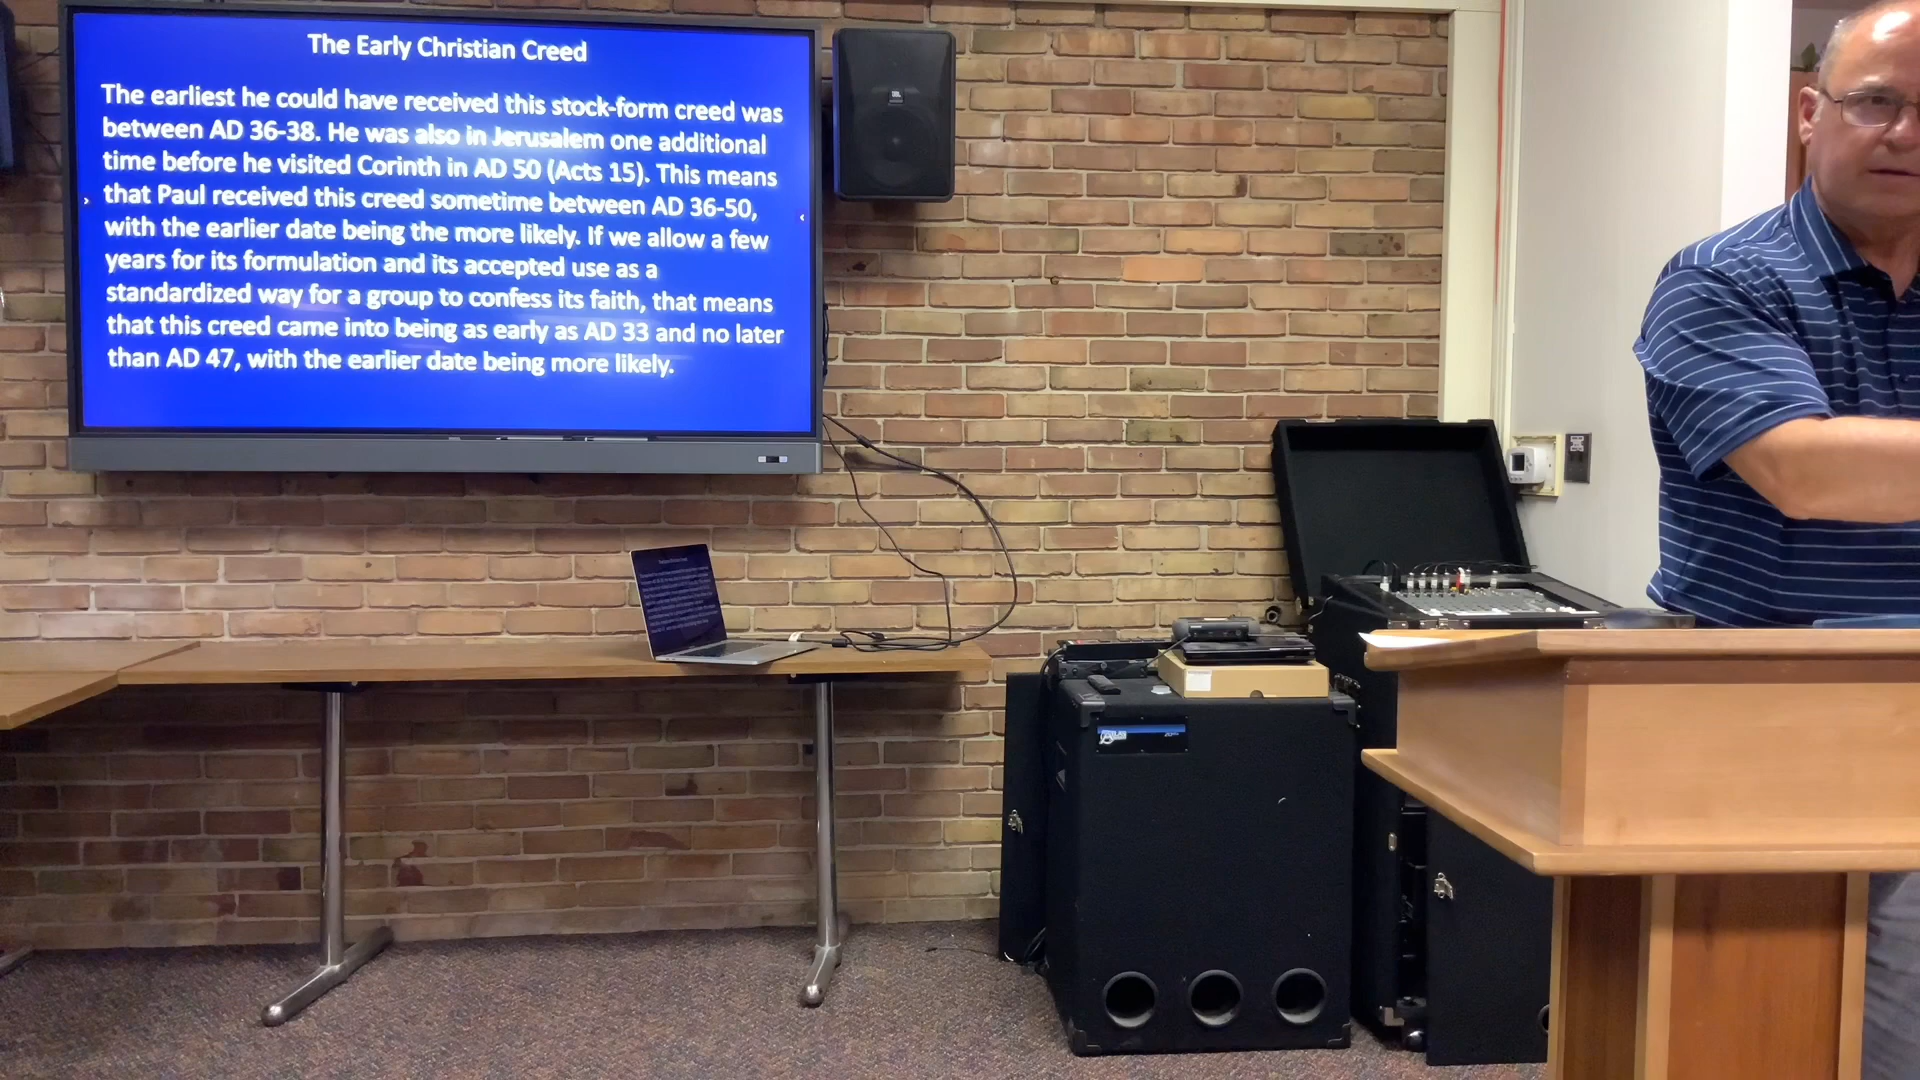 The Early Christian Creed
The earliest he could have received this stock-form creed was
between AD 36-38. He was also in Jerusalem one additional
time before he visited Corinth in AD 50 (Acts 15). This means
that Paul received this creed sometime between AD 36-50,
with the earlier date being the more likely. If we allow a few
years for its formulation and its accepted use as a
standardized way for a group to confess its faith, that means
that this creed came into being as early as AD 33 and no later
than AD 47, with the earlier date being more likely.
JBL